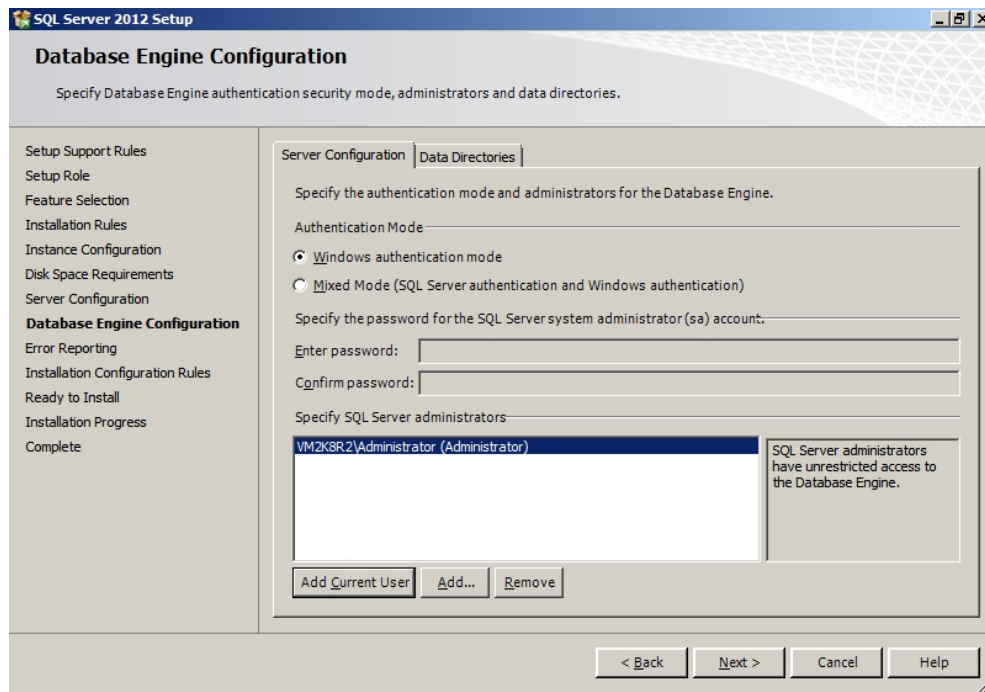 SQL Server 2012 Setup
Database Engine Configuration
Specify Database Engine authentication security mode, administrators and data directories.
Setup Support Rules
Setup Role
Feature Selection
Installation Rules
Instance Configuration
Disk Space Requirements
Server Configuration
Database Engine Configuration
Error Reporting
Installation Configuration Rules
Ready to Install
Installation Progress
Complete
Server Configuration
Data Directories
Specify the authentication mode and administrators for the Database Engine.
Authentication Mode
Windows authentication mode
Mixed Mode (SQL Server authentication and Windows authentication)
Specify the password for the SQL Server system administrator (sa) account.
Enter password:
Confirm password:
Specify SQL Server administrators
VM2K8R2\Administrator (Administrator)
SQL Server administrators
have unrestricted access to
the Database Engine.
Add Current User
Add...
Remove
< Back
Next >
Cancel
Help